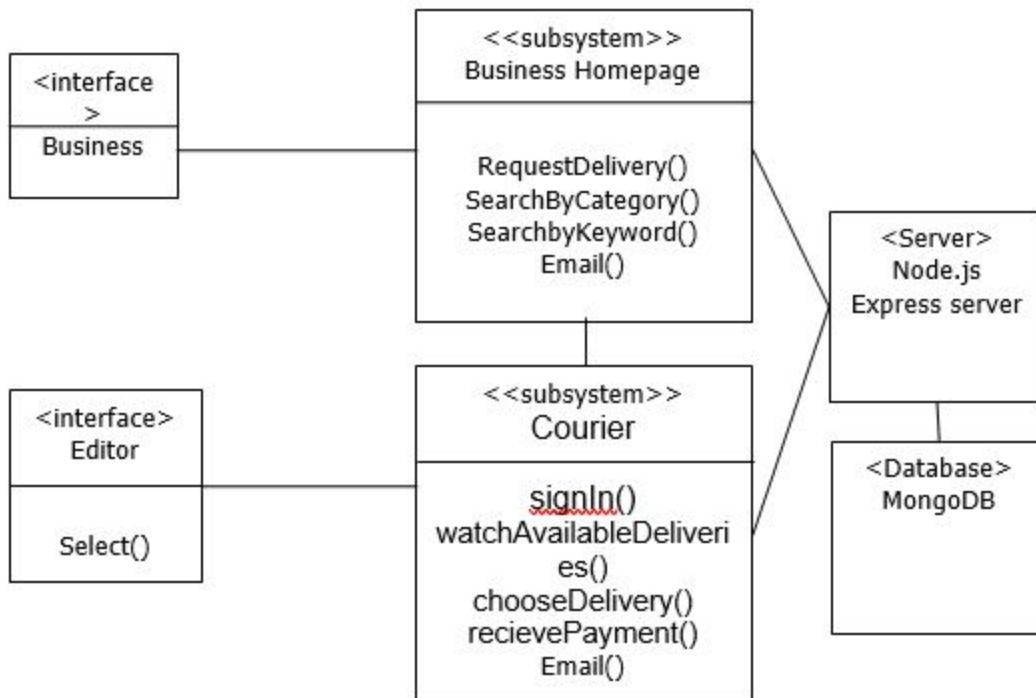 <interface
>
Business
<<subsystem>>
Business Homepage
RequestDelivery()
SearchByCategory()
SearchbyKeyword()
Email()
<Server>
Node.js
Express server
<interface>
Editor
Select()
<<subsystem>>
Courier
signIn()
watchAvailableDeliveri
es()
chooseDelivery()
recievePayment()
Email()
<Database>
MongoDB